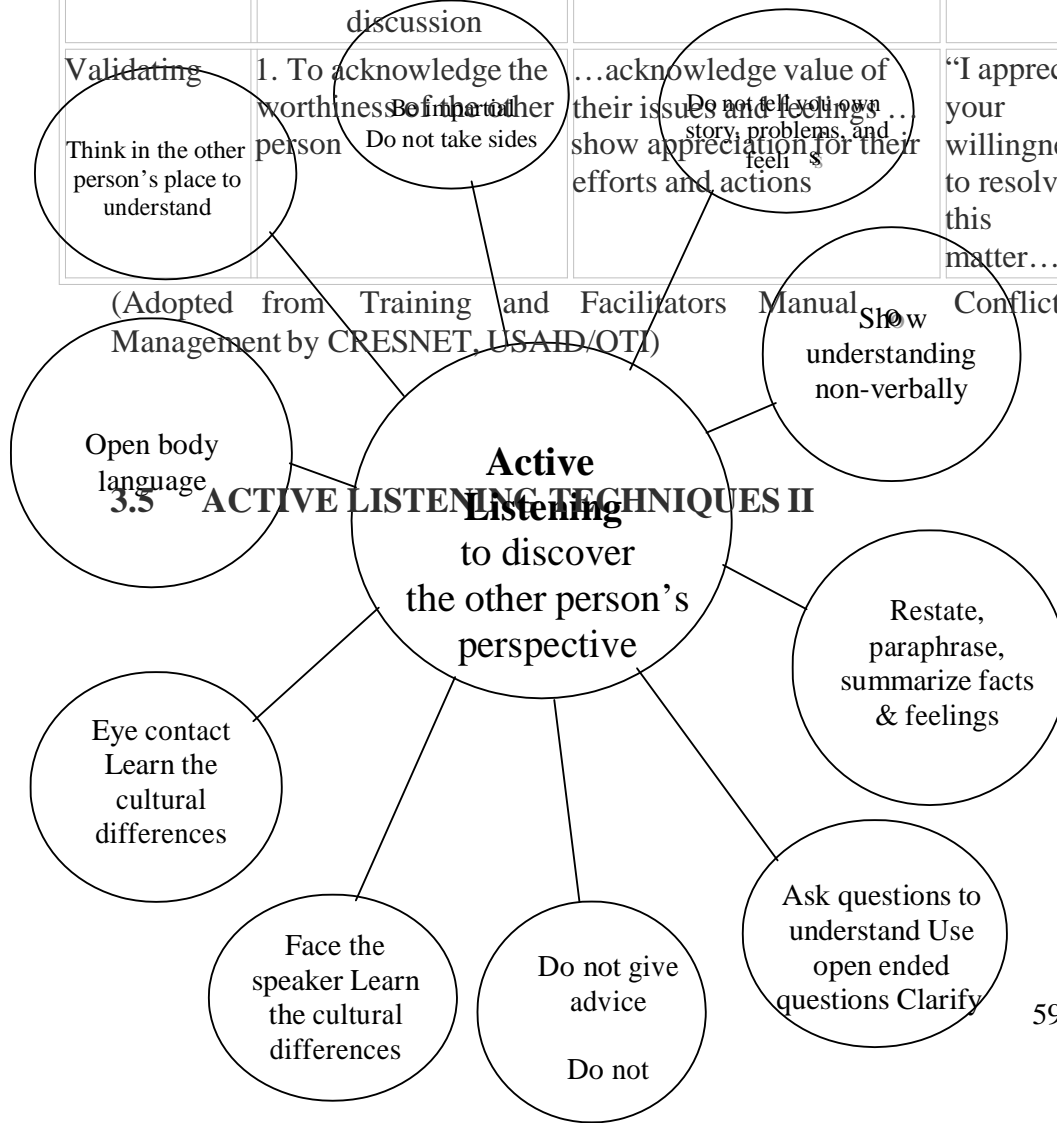 discussion
Validating
1. To acknowledge the
worthiness of the other
person
…acknowledge value of
their issues and feelings …
show appreciation for their
efforts and actions
“I apprec
your
willingne
to resolv
this
matter…
(Adopted from Training and Facilitators Manual Conflict
Management by CRESNET, USAID/OTI)
3.5 ACTIVE LISTENING TECHNIQUES II
Think in the other
person’s place to
understand
Be impartial
Do not take sides
Do not tell you own
story, problems, and
feeli
Show
understanding
non-verbally
Open body
language
Active
Listening
to discover
the other person’s
perspective
Restate,
paraphrase,
summarize facts
& feelings
Eye contact
Learn the
cultural
differences
Face the
speaker Learn
the cultural
differences
Do not give
advice
Do not
Ask questions to
understand Use
open ended
questions Clarify
59